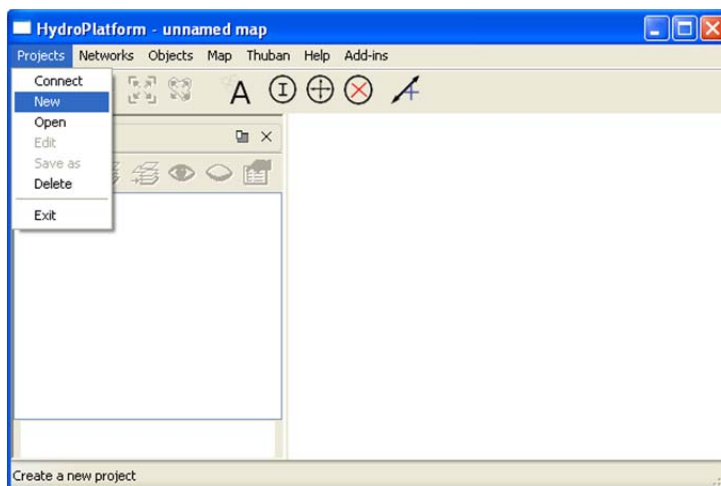 HydroPlatform - unnamed map
Projects Networks Objects Map Thuban Help Add-ins
Connect
New
Open
Edit
Save as
Delete
Exit
A I
Create a new project